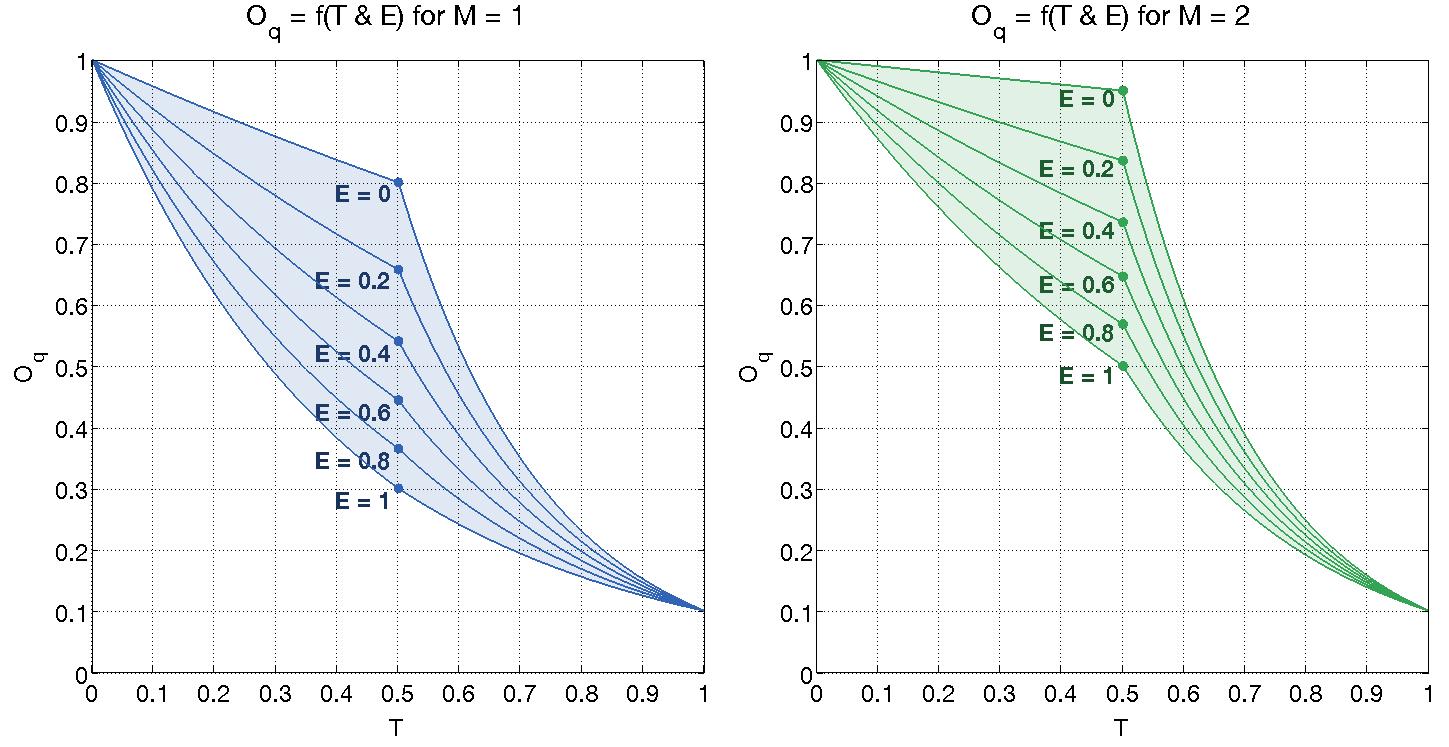 O_q = f(T & E) for M = 1
1
0.9
0.8
0.7
0.6
0.5
0.4
0.3
0.2
0.1
0
O_q
E = 0
E = 0.2
E = 0.4
E = 0.6
E = 0.8
E = 1
0 0.1 0.2 0.3 0.4 0.5 0.6 0.7 0.8 0.9 1
T
O_q = f(T & E) for M = 2
1
0.9
0.8
0.7
0.6
0.5
0.4
0.3
0.2
0.1
0
O_q
E = 0
E = 0.2
E = 0.4
E = 0.6
E = 0.8
E = 1
0 0.1 0.2 0.3 0.4 0.5 0.6 0.7 0.8 0.9 1
T